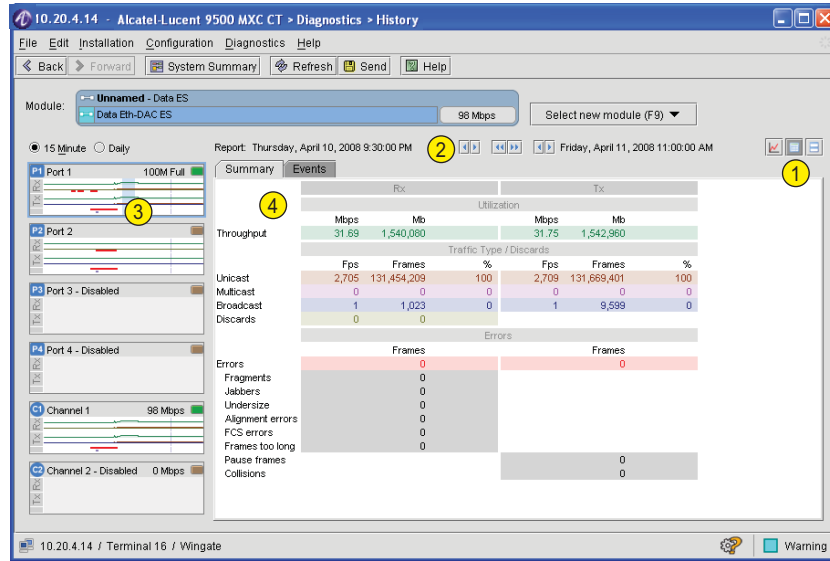 10.20.4.14 - Alcatel-Lucent 9500 MXC CT > Diagnostics > History
File Edit Installation Configuration Diagnostics Help
Back Forward System Summary Refresh Send Help
Module:
Unnamed - Data ES
Data Eth-DAC ES 98 Mbps
Select new module (F9)
15 Minute Daily
Report: Thursday, April 10, 2008 9:30:00 PM 2 Friday, April 11, 2008 11:00:00 AM
1
P1 Port 1 100M Full
Rx
Tx
3
P2 Port 2
Rx
Tx
P3 Port 3 - Disabled
Rx
Tx
P4 Port 4 - Disabled
Rx
Tx
C1 Channel 1 98 Mbps
Rx
Tx
C2 Channel 2 - Disabled 0 Mbps
Rx
Tx
Summary Events
4
Rx Tx
Utilization
Mbps Mb Mbps Mb
Throughput 31.69 1,540,080 31.75 1,542,960
Traffic Type / Discards
Fps Frames % Fps Frames %
Unicast 2,705 131,454,209 100 2,709 131,669,401 100
Multicast 0 0 0 0 0 0
Broadcast 1 1,023 0 1 9,599 0
Discards 0 0
Errors
Frames Frames
Errors 0 0
Fragments 0
Jabbers 0
Undersize 0
Alignment errors 0
FCS errors 0
Frames too long 0
Pause frames 0
Collisions 0
10.20.4.14 / Terminal 16 / Wingate
Warning